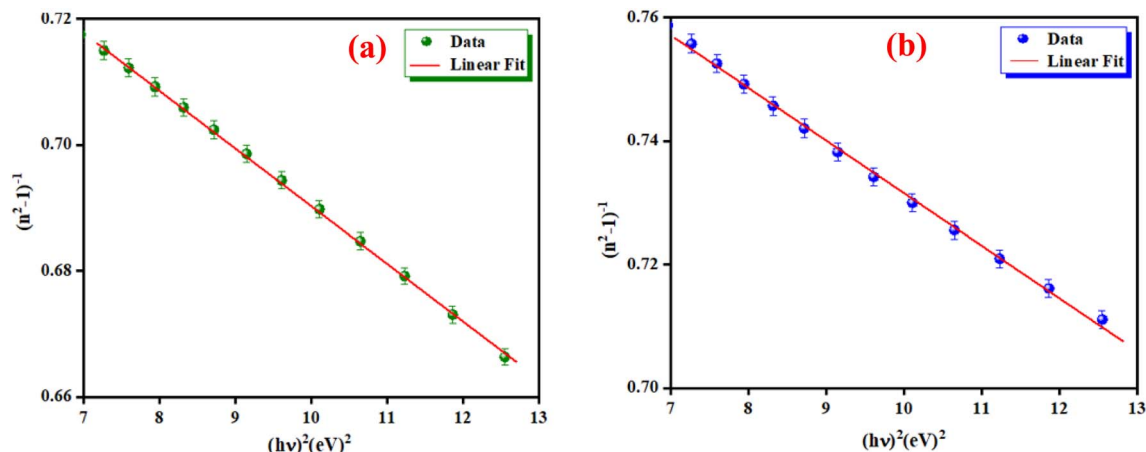 (a)
Data
Linear Fit
0.72
0.70
0.68
0.66
(n²-1)⁻¹
7 8 9 10 11 12 13
(hν)²(eV)²
(b)
Data
Linear Fit
0.76
0.74
0.72
0.70
(n²-1)⁻¹
7 8 9 10 11 12 13
(hν)²(eV)²